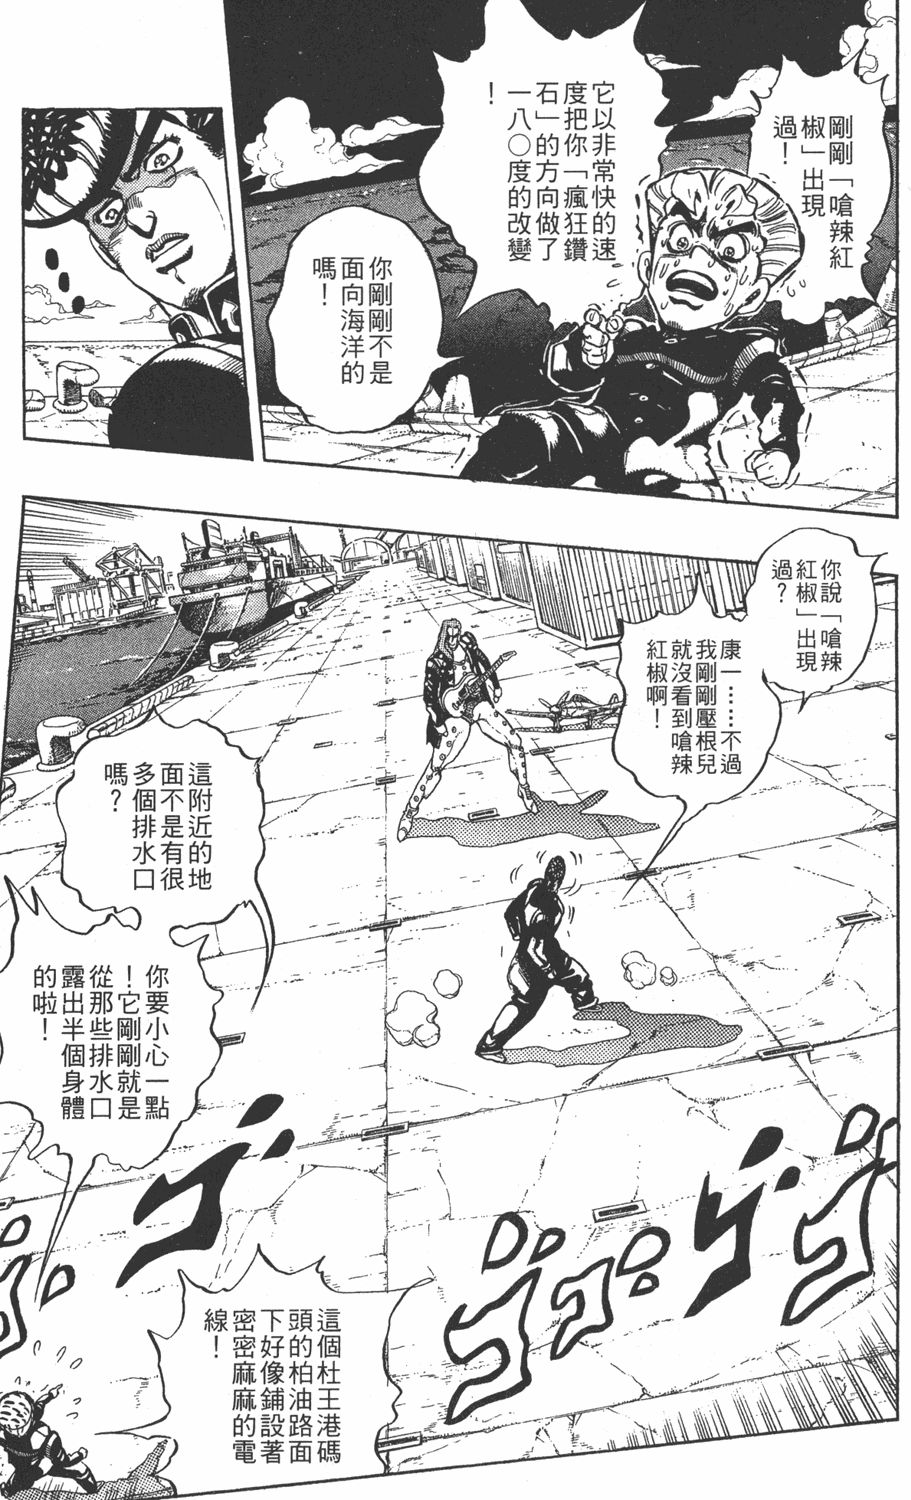 剛剛「嗆辣紅
椒」出現
過！
它以非常快的速
度把你「瘋狂鑽
石」的方向做了
一八〇度的改變
！
你剛剛不是
面向海洋的
嗎！
你說「嗆辣
紅椒」出現
過？
康一……不過
我剛剛壓根兒
就沒看到嗆辣
紅椒啊！
這附近的地
面不是有很
多個排水口
嗎？
你要小心一點
！它剛剛就是
從那些排水口
露出半個身體
的啦！
這個杜王港碼
頭的柏油路面
下好像鋪設著
密密麻麻的電
線！
ゴゴゴゴゴゴ